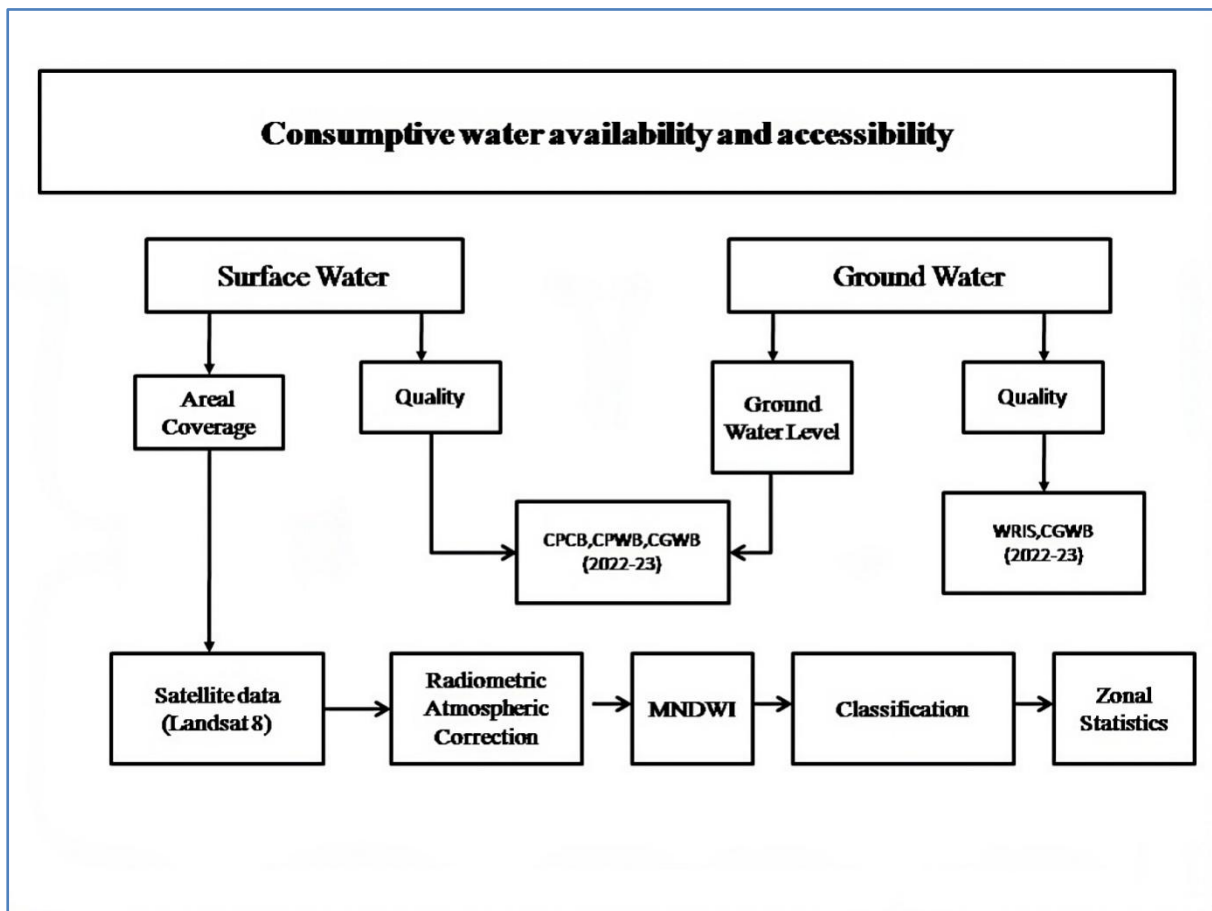 Consumptive water availability and accessibility
Surface Water
Ground Water
Areal
Coverage
Quality
Ground
Water Level
Quality
CPCB,CPWB,CGWB
(2022-23)
WRIS,CGWB
(2022-23)
Satellite data
(Landsat 8)
Radiometric
Atmospheric
Correction
MNDWI
Classification
Zonal
Statistics